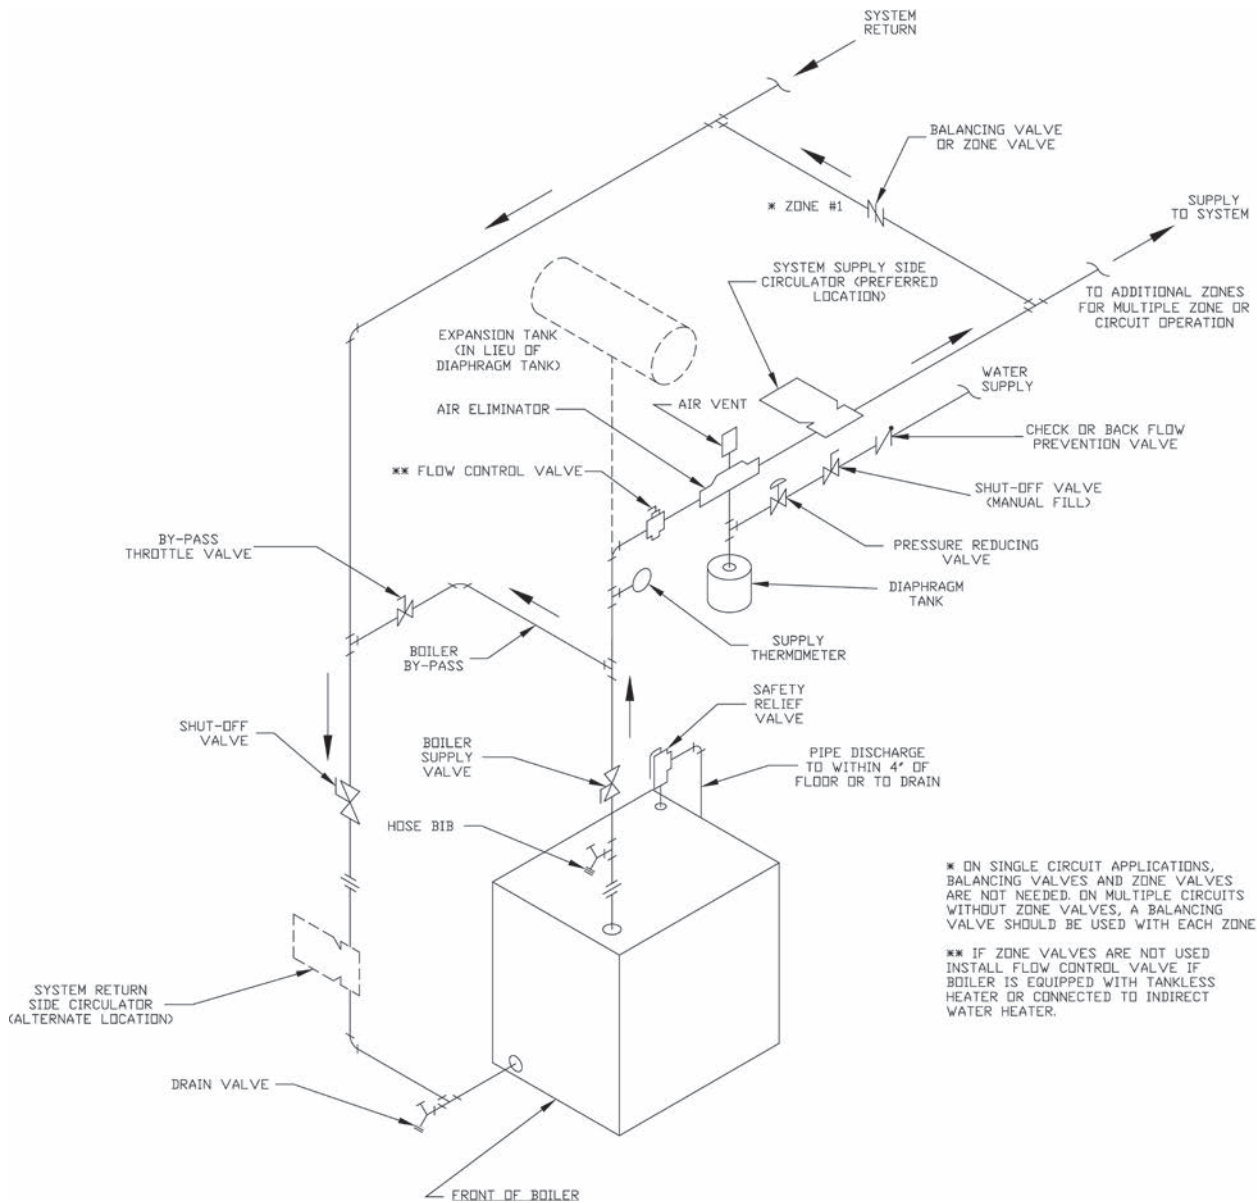 SYSTEM
RETURN
BALANCING VALVE
OR ZONE VALVE
* ZONE #1
SUPPLY
TO SYSTEM
SYSTEM SUPPLY SIDE
CIRCULATOR (PREFERRED
LOCATION)
TO ADDITIONAL ZONES
FOR MULTIPLE ZONE OR
CIRCUIT OPERATION
EXPANSION TANK
(IN LIEU OF
DIAPHRAGM TANK)
WATER
SUPPLY
AIR VENT
AIR ELIMINATOR
CHECK OR BACK FLOW
PREVENTION VALVE
** FLOW CONTROL VALVE
SHUT-OFF VALVE
(MANUAL FILL)
BY-PASS
THROTTLE VALVE
PRESSURE REDUCING
VALVE
DIAPHRAGM
TANK
BOILER
BY-PASS
SUPPLY
THERMOMETER
SAFETY
RELIEF
VALVE
SHUT-OFF
VALVE
BOILER
SUPPLY
VALVE
PIPE DISCHARGE
TO WITHIN 4" OF
FLOOR OR TO DRAIN
HOSE BIB
* ON SINGLE CIRCUIT APPLICATIONS,
BALANCING VALVES AND ZONE VALVES
ARE NOT NEEDED. ON MULTIPLE CIRCUITS
WITHOUT ZONE VALVES, A BALANCING
VALVE SHOULD BE USED WITH EACH ZONE
** IF ZONE VALVES ARE NOT USED
INSTALL FLOW CONTROL VALVE IF
BOILER IS EQUIPPED WITH TANKLESS
HEATER OR CONNECTED TO INDIRECT
WATER HEATER.
SYSTEM RETURN
SIDE CIRCULATOR
(ALTERNATE LOCATION)
DRAIN VALVE
FRONT OF BOILER